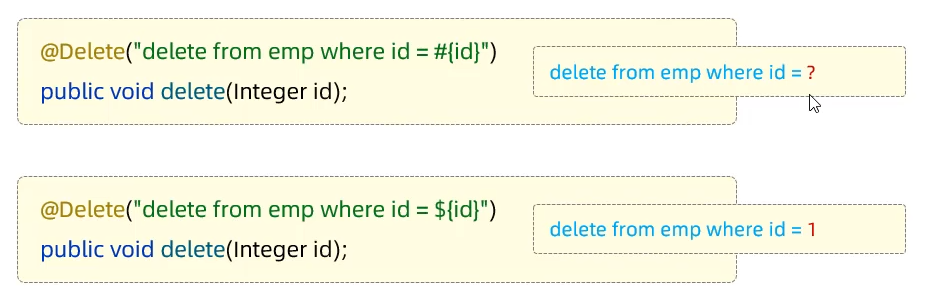 @Delete("delete from emp where id = #{id}")
public void delete(Integer id);
delete from emp where id = ?
@Delete("delete from emp where id = ${id}")
public void delete(Integer id);
delete from emp where id = 1